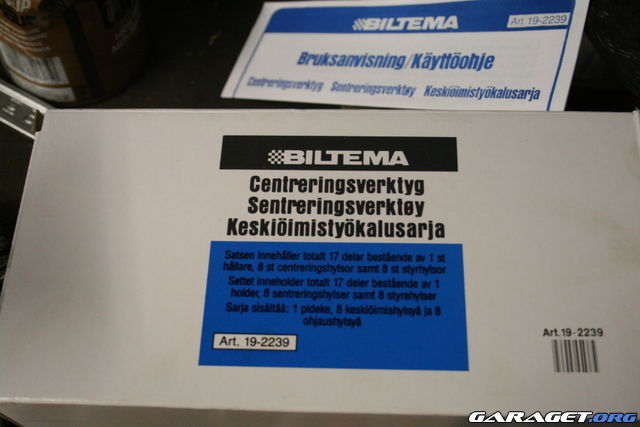 BILTEMA
Art. 19-2239
Bruksanvisning/Käyttöohje
Centreringsverktyg Sentreringsverktøy Keskiöimistyökalusarja
BILTEMA
Centreringsverktyg
Sentreringsverktøy
Keskiöimistyökalusarja
Satsen innehåller totalt 17 delar bestående av 1 st
hållare, 8 st centreringshylsor samt 8 st styrhylsor
Settet inneholder totalt 17 deler bestående av 1
holder, 8 sentreringshylser samt 8 styrehylser
Sarja sisältää: 1 pideke, 8 keskiöimishylsyä ja 8
ohjaushylsyä
Art. 19-2239
Art.19-2239
GARAGET.ORG